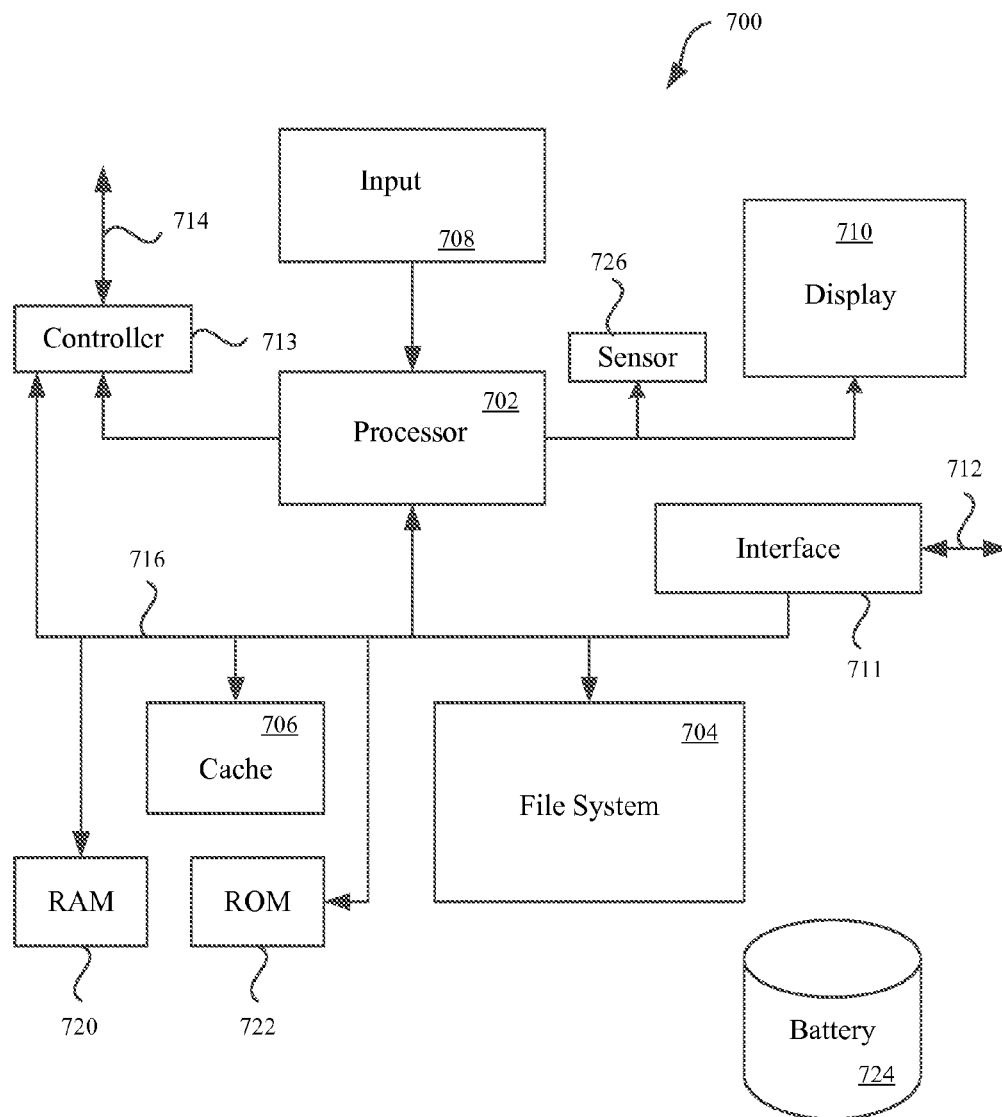 700
Input
708
714
710
Display
726
Controller
713
Sensor
702
Processor
712
Interface
716
711
706
Cache
704
File System
RAM
ROM
720
722
Battery
724